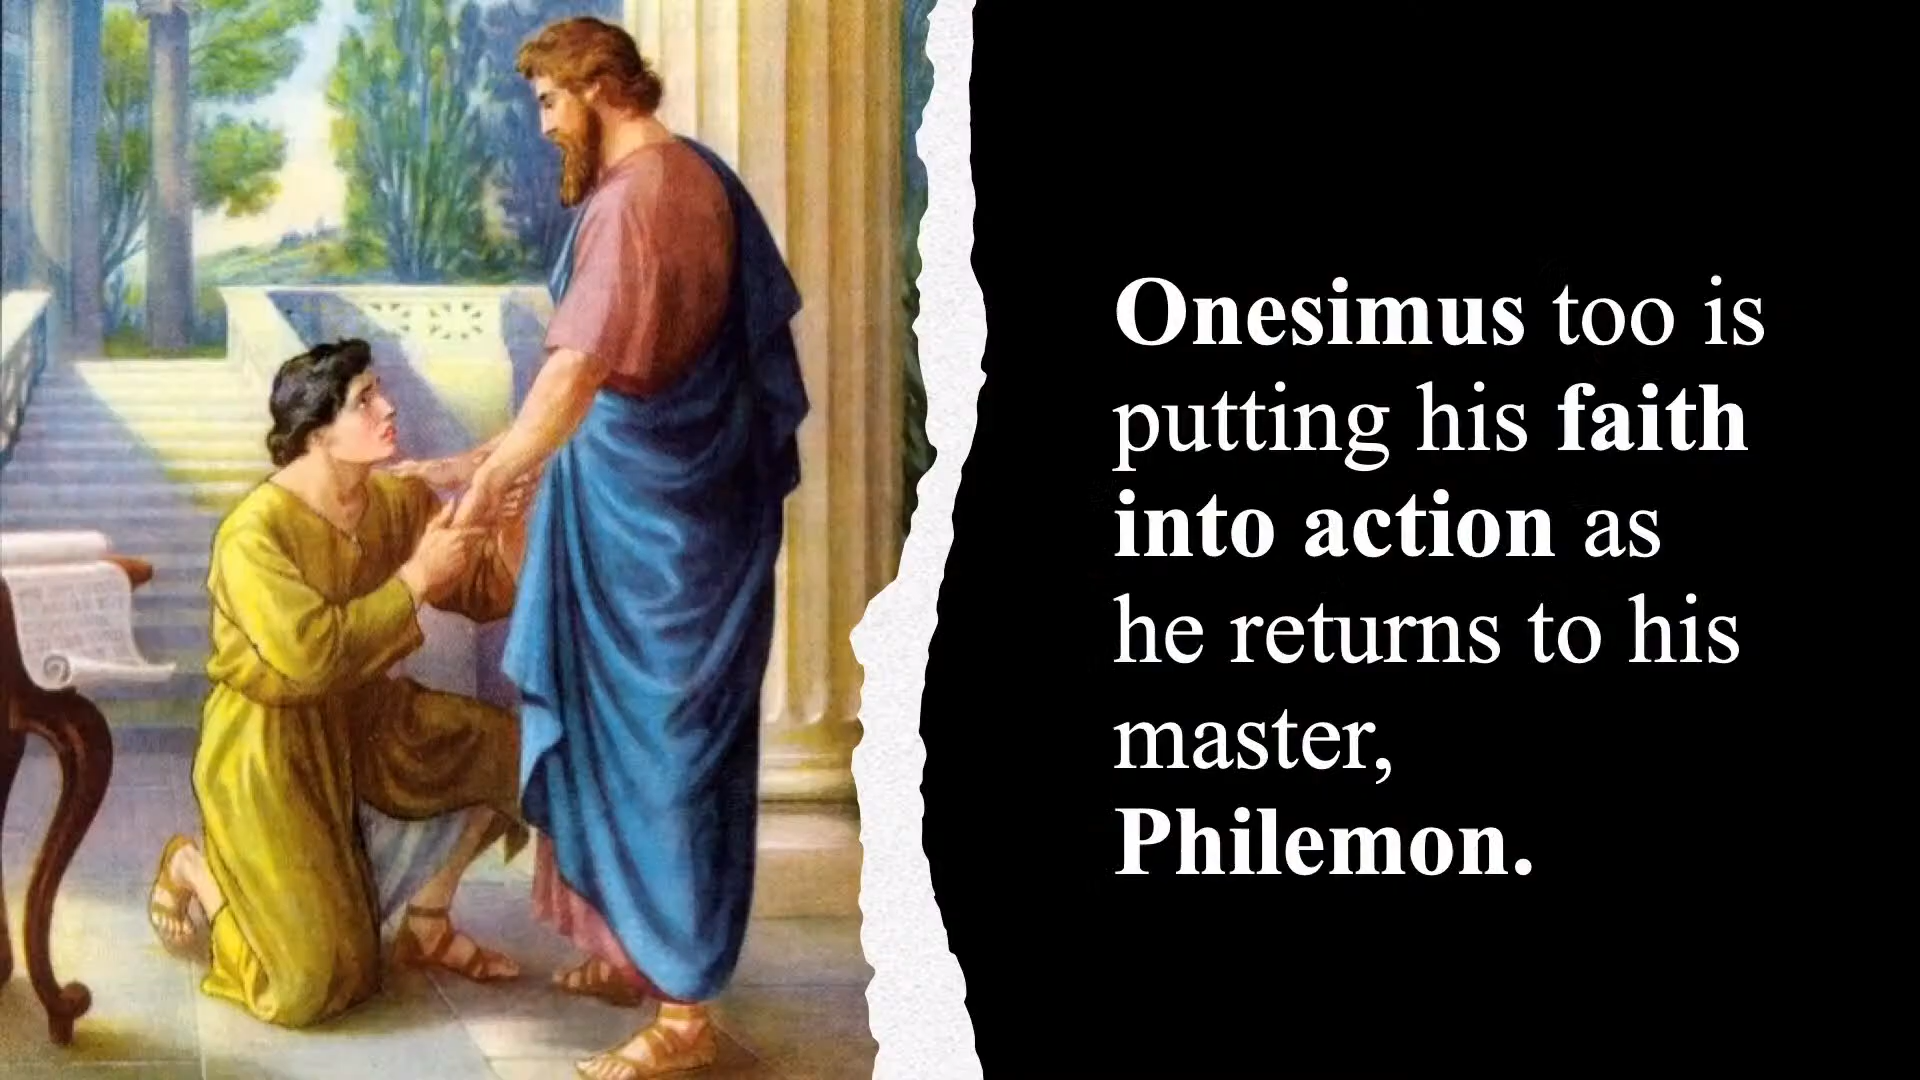 Onesimus too is
putting his faith
into action as
he returns to his
master,
Philemon.